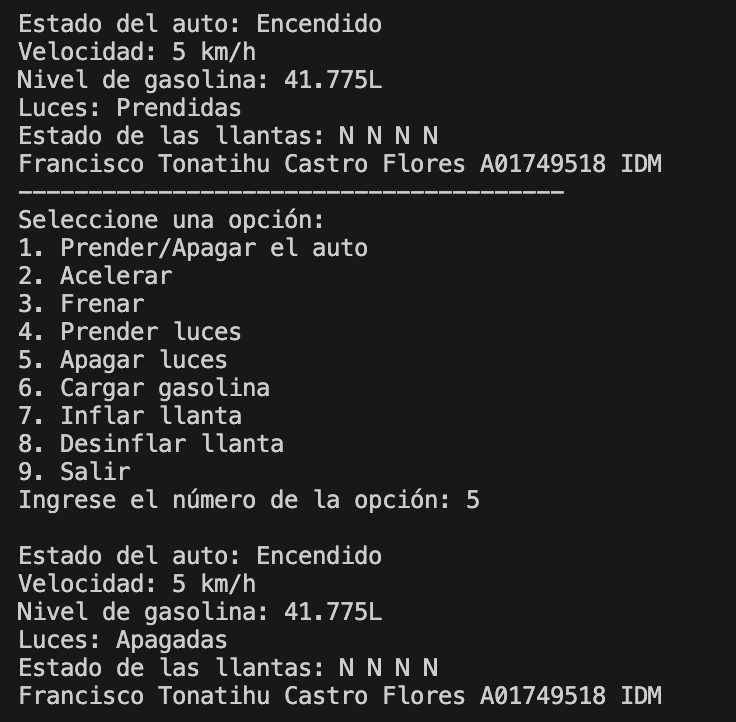 Estado del auto: Encendido
Velocidad: 5 km/h
Nivel de gasolina: 41.775L
Luces: Prendidas
Estado de las llantas: N N N N
Francisco Tonatihu Castro Flores A01749518 IDM
---------------------------------------
Seleccione una opción:
1. Prender/Apagar el auto
2. Acelerar
3. Frenar
4. Prender luces
5. Apagar luces
6. Cargar gasolina
7. Inflar llanta
8. Desinflar llanta
9. Salir
Ingrese el número de la opción: 5
Estado del auto: Encendido
Velocidad: 5 km/h
Nivel de gasolina: 41.775L
Luces: Apagadas
Estado de las llantas: N N N N
Francisco Tonatihu Castro Flores A01749518 IDM